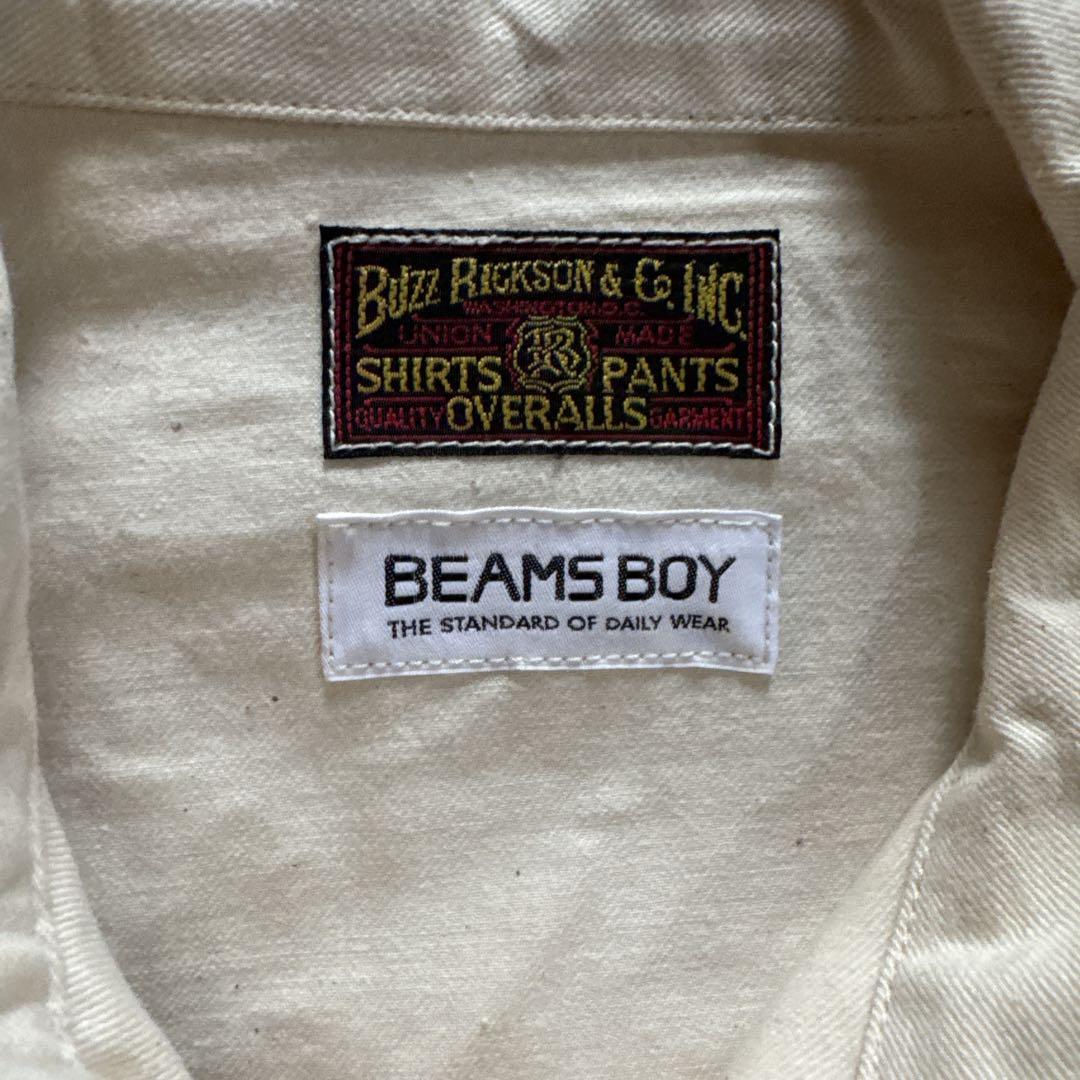 BUZZ RICKSON & CO. INC.
WASHINGTON.D.C.
UNION MADE
BR
SHIRTS PANTS
QUALITY OVERALLS GARMENT
BEAMS BOY
THE STANDARD OF DAILY WEAR